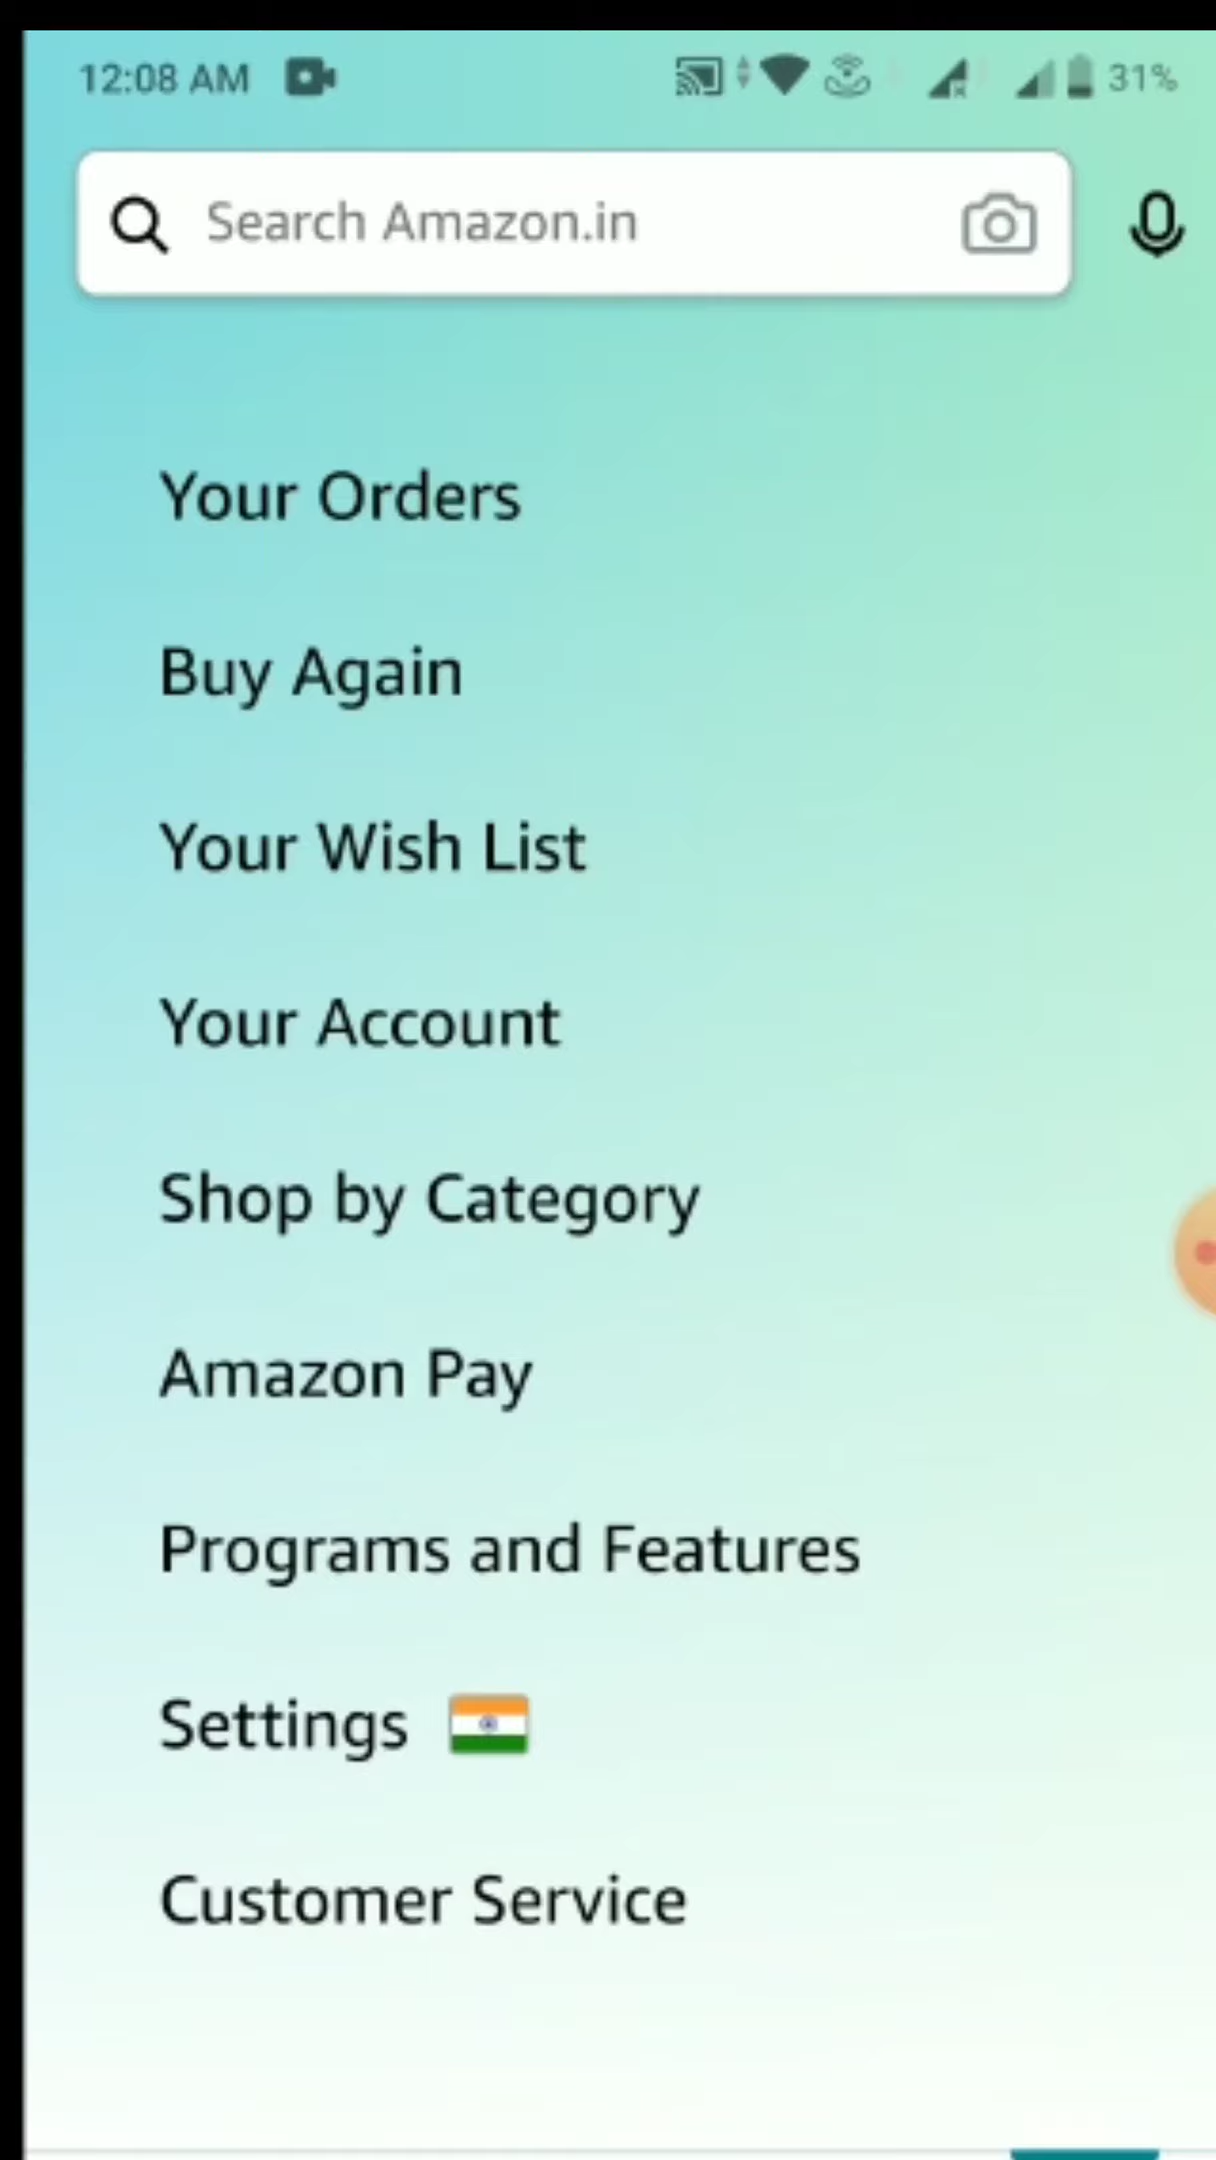 12:08 AM 31%
Search Amazon.in
Your Orders
Buy Again
Your Wish List
Your Account
Shop by Category
Amazon Pay
Programs and Features
Settings
Customer Service